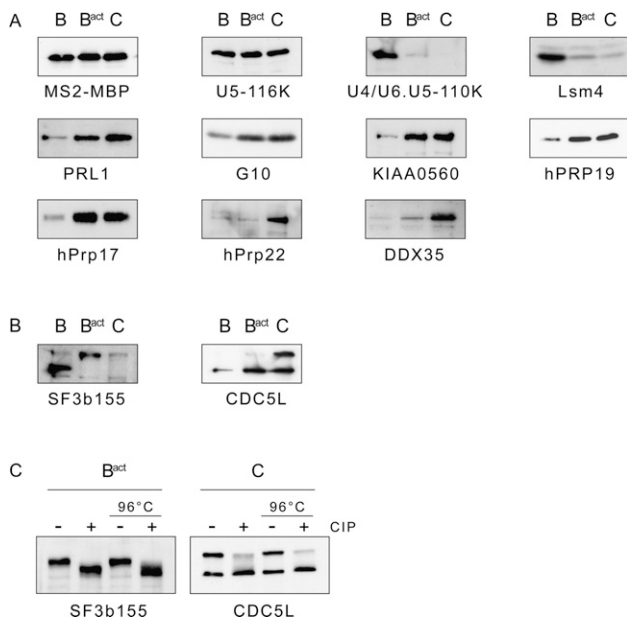 A B Bact C B Bact C B Bact C B Bact C
MS2-MBP U5-116K U4/U6.U5-110K Lsm4
PRL1 G10 KIAA0560 hPRP19
hPrp17 hPrp22 DDX35
B B Bact C B Bact C
SF3b155 CDC5L
C Bact C
96°C 96°C
- + - + - + - + CIP
SF3b155 CDC5L